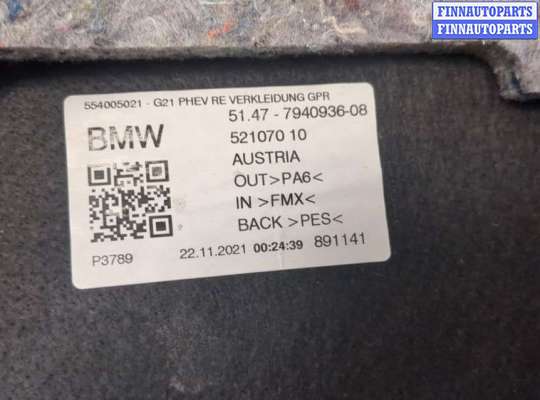 FINNAUTOPARTS
FINNAUTOPARTS
554005021 - G21 PHEV RE VERKLEIDUNG GPR
BMW
51.47 - 7940936-08
521070 10
AUSTRIA
OUT >PA6<
IN >FMX<
BACK >PES<
P3789
22.11.2021 00:24:39 891141